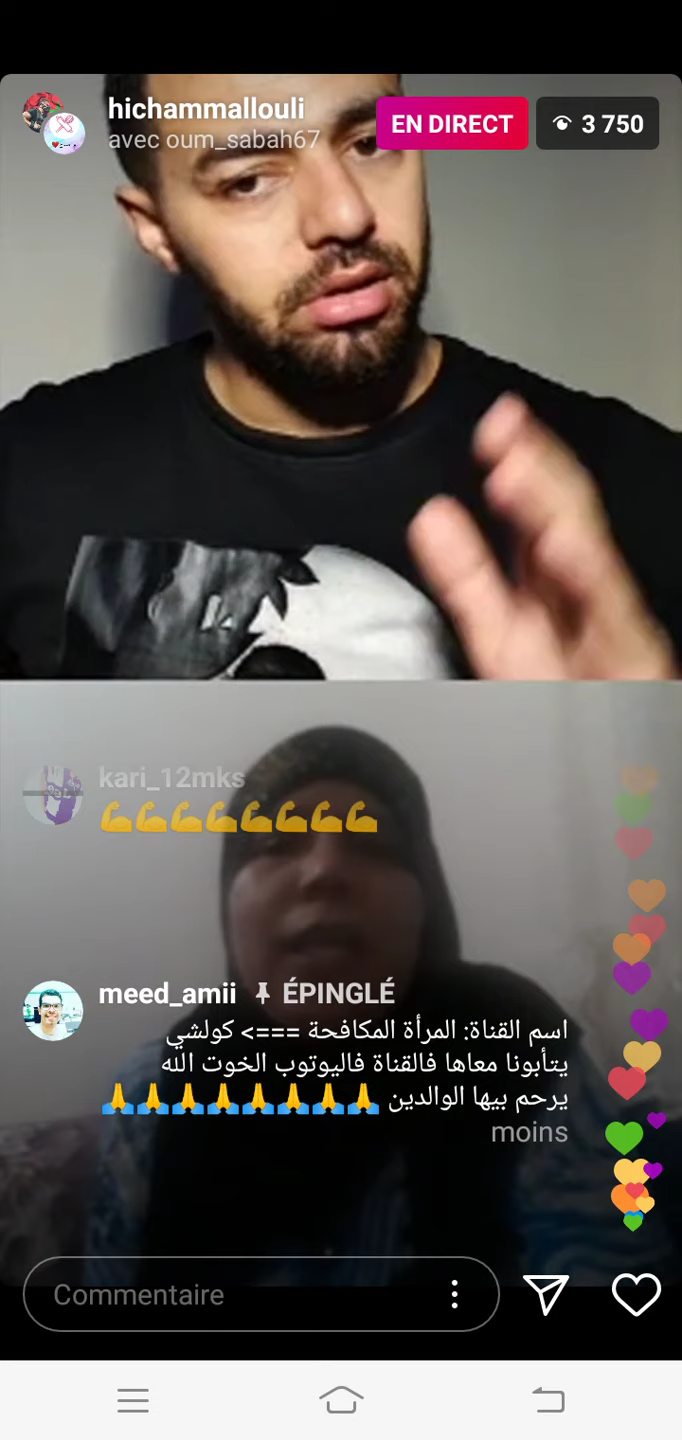 hichammallouli
avec oum_sabah67
EN DIRECT
3 750
kari_12mks
💪💪💪💪💪💪💪💪
meed_amii ÉPINGLÉ
اسم القناة: المرأة المكافحة ===> كولشي
يتأبونا معاها فالقناة فاليوتوب الخوت الله
يرحم بيها الوالدين 🙏🙏🙏🙏🙏🙏🙏🙏
moins
Commentaire